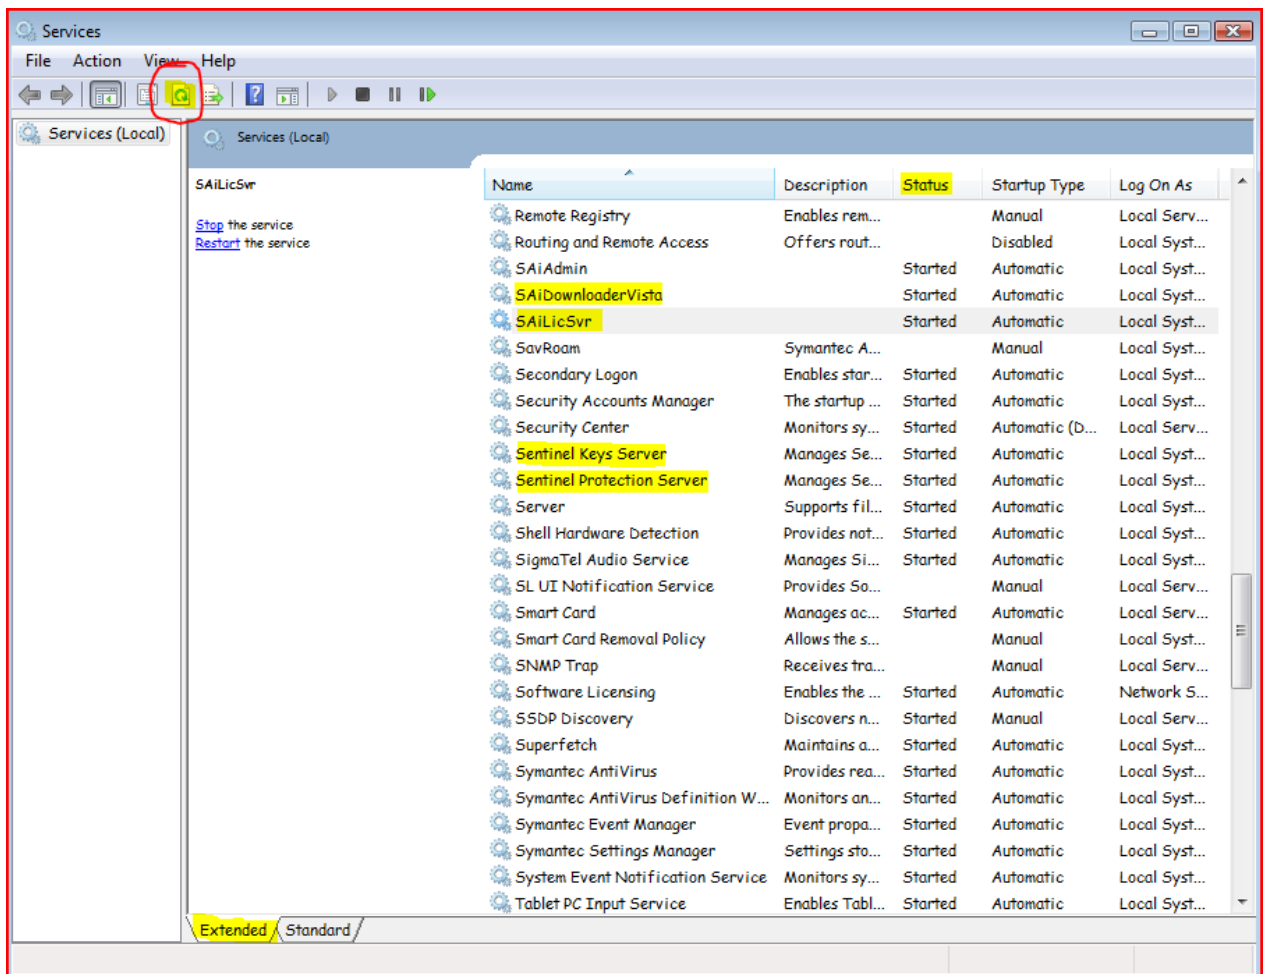 Services
File Action View Help
Services (Local)
Services (Local)
SAiLicSvr
Stop the service
Restart the service
Name Description Status Startup Type Log On As
Remote Registry Enables rem... Manual Local Serv...
Routing and Remote Access Offers rout... Disabled Local Syst...
SAiAdmin Started Automatic Local Syst...
SAiDownloaderVista Started Automatic Local Syst...
SAiLicSvr Started Automatic Local Syst...
SavRoam Symantec A... Manual Local Syst...
Secondary Logon Enables star... Started Automatic Local Syst...
Security Accounts Manager The startup ... Started Automatic Local Syst...
Security Center Monitors sy... Started Automatic (D... Local Serv...
Sentinel Keys Server Manages Se... Started Automatic Local Syst...
Sentinel Protection Server Manages Se... Started Automatic Local Syst...
Server Supports fil... Started Automatic Local Syst...
Shell Hardware Detection Provides not... Started Automatic Local Syst...
SigmaTel Audio Service Manages Si... Started Automatic Local Syst...
SL UI Notification Service Provides So... Manual Local Serv...
Smart Card Manages ac... Started Automatic Local Serv...
Smart Card Removal Policy Allows the s... Manual Local Syst...
SNMP Trap Receives tra... Manual Local Serv...
Software Licensing Enables the ... Started Automatic Network S...
SSDP Discovery Discovers n... Started Manual Local Serv...
Superfetch Maintains a... Started Automatic Local Syst...
Symantec AntiVirus Provides rea... Started Automatic Local Syst...
Symantec AntiVirus Definition W... Monitors an... Started Automatic Local Syst...
Symantec Event Manager Event propa... Started Automatic Local Syst...
Symantec Settings Manager Settings sto... Started Automatic Local Syst...
System Event Notification Service Monitors sy... Started Automatic Local Syst...
Tablet PC Input Service Enables Tabl... Started Automatic Local Syst...
Extended Standard